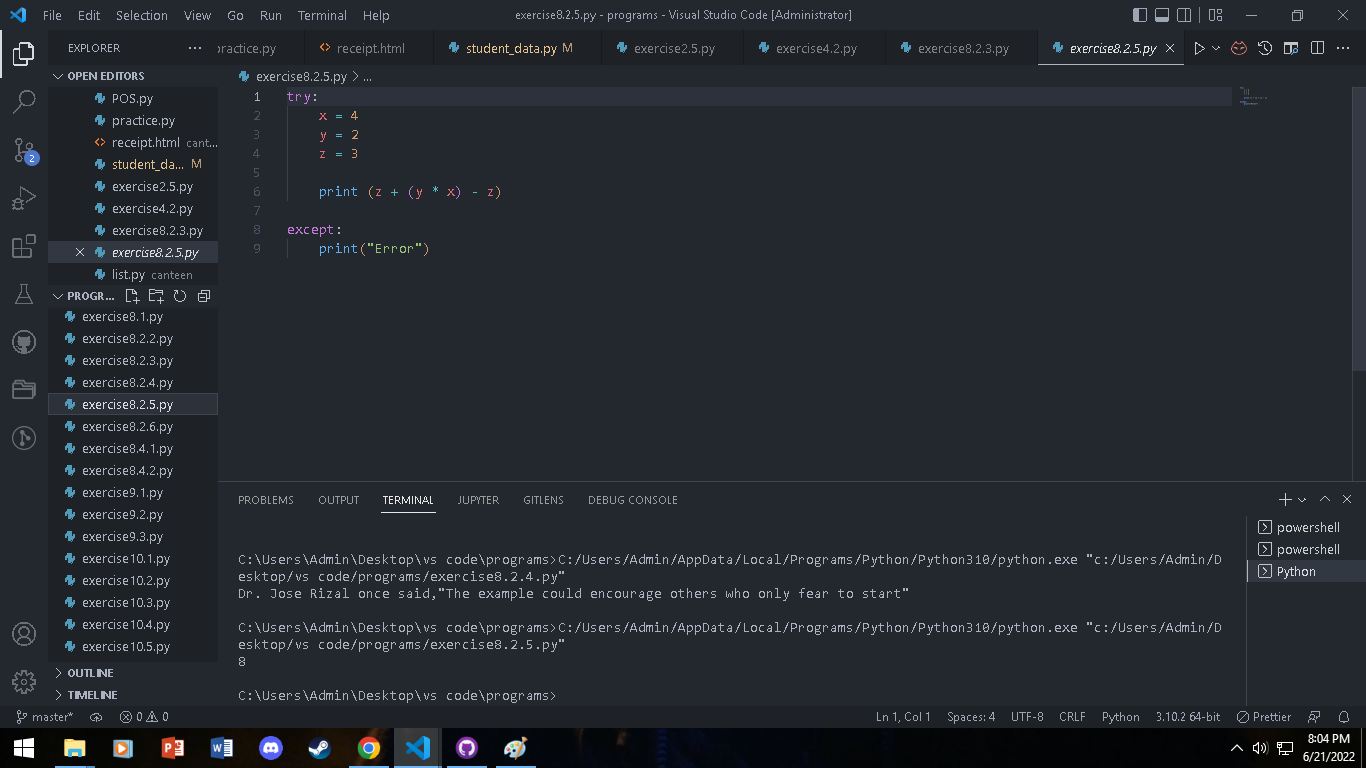 File Edit Selection View Go Run Terminal Help exercise8.2.5.py - programs - Visual Studio Code [Administrator]
EXPLORER ··· practice.py receipt.html student_data.py M exercise2.5.py exercise4.2.py exercise8.2.3.py exercise8.2.5.py
OPEN EDITORS
POS.py
practice.py
receipt.html cant...
student_da... M
exercise2.5.py
exercise4.2.py
exercise8.2.3.py
exercise8.2.5.py
list.py canteen
PROGR...
exercise8.1.py
exercise8.2.2.py
exercise8.2.3.py
exercise8.2.4.py
exercise8.2.5.py
exercise8.2.6.py
exercise8.4.1.py
exercise8.4.2.py
exercise9.1.py
exercise9.2.py
exercise9.3.py
exercise10.1.py
exercise10.2.py
exercise10.3.py
exercise10.4.py
exercise10.5.py
OUTLINE
TIMELINE
2
exercise8.2.5.py > ...
1 try:
2 x = 4
3 y = 2
4 z = 3
5
6 print (z + (y * x) - z)
7
8 except:
9 print("Error")
PROBLEMS OUTPUT TERMINAL JUPYTER GITLENS DEBUG CONSOLE
C:\Users\Admin\Desktop\vs code\programs>C:/Users/Admin/AppData/Local/Programs/Python/Python310/python.exe "c:/Users/Admin/D
esktop/vs code/programs/exercise8.2.4.py"
Dr. Jose Rizal once said,"The example could encourage others who only fear to start"
C:\Users\Admin\Desktop\vs code\programs>C:/Users/Admin/AppData/Local/Programs/Python/Python310/python.exe "c:/Users/Admin/D
esktop/vs code/programs/exercise8.2.5.py"
8
C:\Users\Admin\Desktop\vs code\programs>
powershell
powershell
Python
master* 0 0 Ln 1, Col 1 Spaces: 4 UTF-8 CRLF Python 3.10.2 64-bit Prettier
8:04 PM
6/21/2022